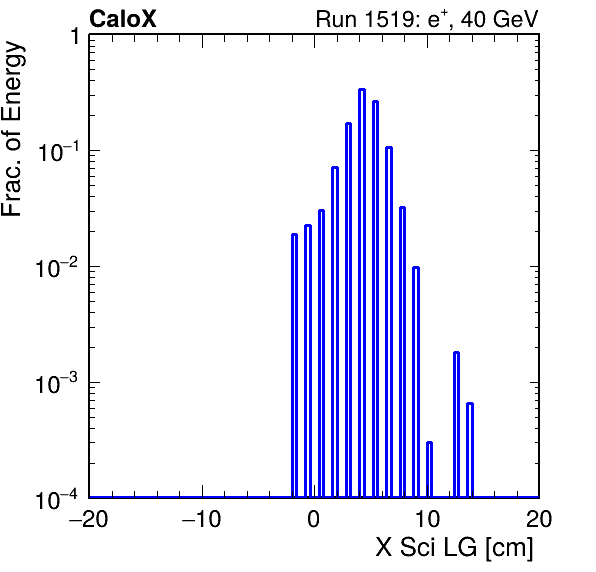 CaloX Run 1519: e⁺, 40 GeV
Frac. of Energy
1
10⁻¹
10⁻²
10⁻³
10⁻⁴
−20 −10 0 10 20
X Sci LG [cm]